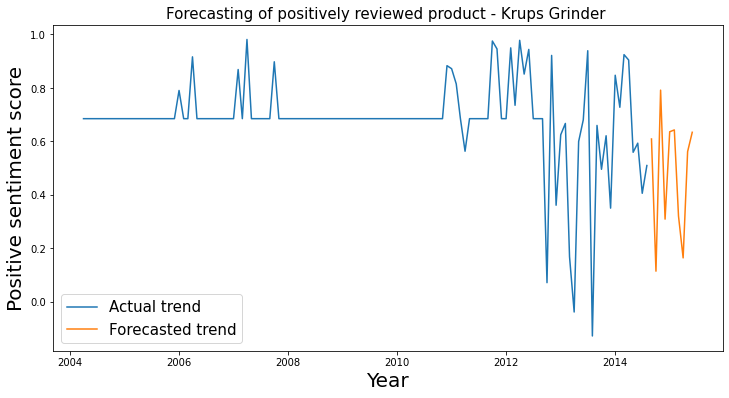 Forecasting of positively reviewed product - Krups Grinder
Positive sentiment score
1.0
0.8
0.6
0.4
0.2
0.0
Actual trend
Forecasted trend
2004 2006 2008 2010 2012 2014
Year